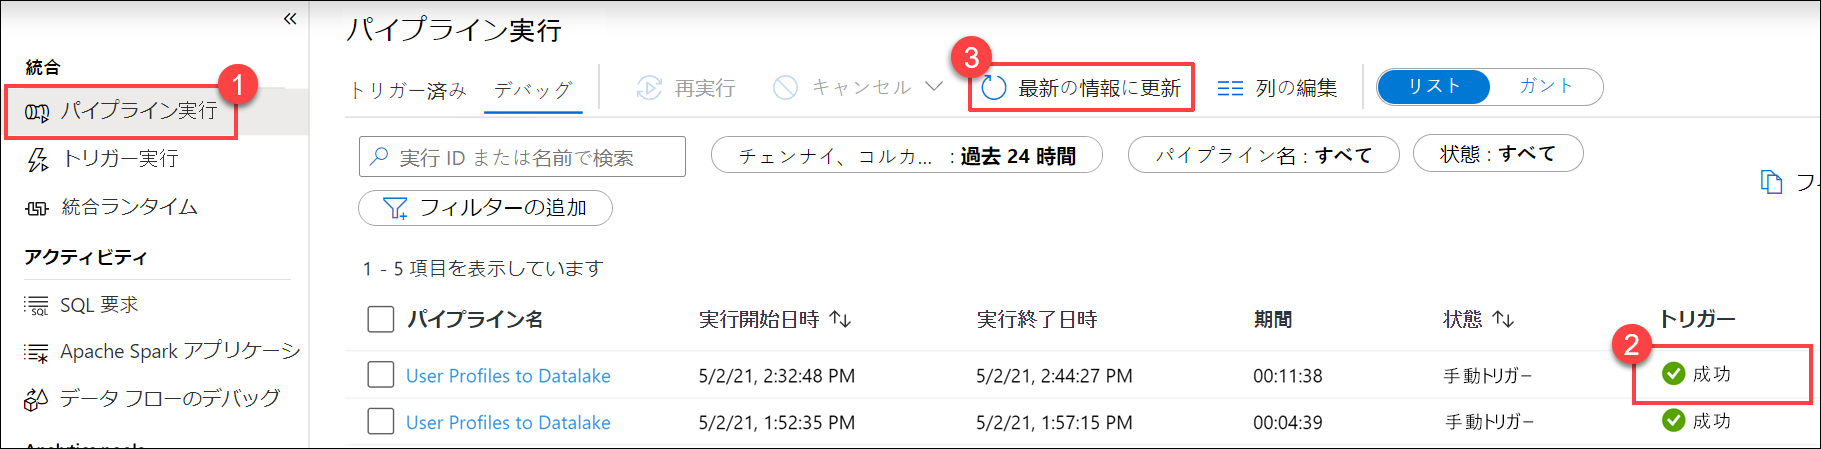 «
パイプライン実行
統合
1
パイプライン実行
トリガー実行
統合ランタイム
アクティビティ
SQL 要求
Apache Spark アプリケーシ
データ フローのデバッグ
トリガー済み デバッグ 再実行 キャンセル 3 最新の情報に更新 列の編集 リスト ガント
実行 ID または名前で検索 チェンナイ、コルカ... : 過去 24 時間 パイプライン名 : すべて 状態 : すべて
フィルターの追加
1 - 5 項目を表示しています
パイプライン名 実行開始日時 ↑↓ 実行終了日時 期間 状態 ↑↓ トリガー
2
User Profiles to Datalake 5/2/21, 2:32:48 PM 5/2/21, 2:44:27 PM 00:11:38 手動トリガー 成功
User Profiles to Datalake 5/2/21, 1:52:35 PM 5/2/21, 1:57:15 PM 00:04:39 手動トリガー 成功